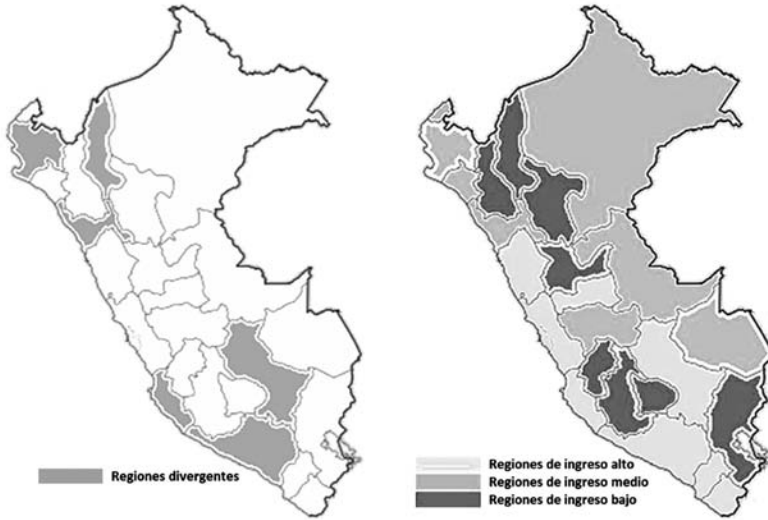 Regiones divergentes
Regiones de ingreso alto
Regiones de ingreso medio
Regiones de ingreso bajo